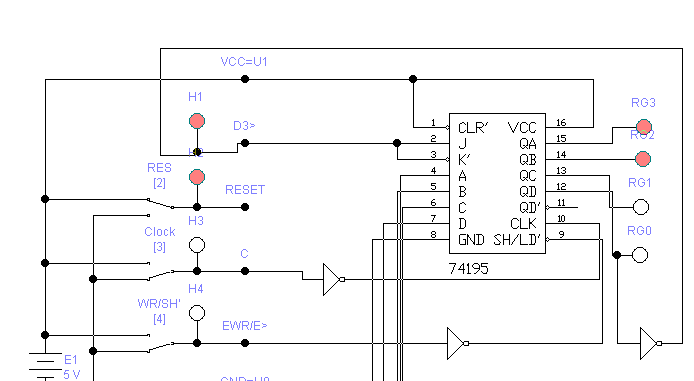 VCC=U1
H1
RG3
D3>
1 CLR' VCC 16
2 J QA 15
RG2
3 K' QB 14
RES
[2]
4 A QC 13
RG1
RESET
5 B QD 12
6 C QD' 11
H3
7 D CLK 10
Clock
[3]
8 GND SH/LD' 9
RG0
C
74195
H4
WR/SH'
[4]
EWR/E>
E1
5 V